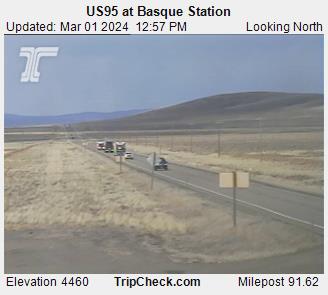 US95 at Basque Station
Updated: Mar 01 2024 12:57 PM Looking North
Elevation 4460 TripCheck.com Milepost 91.62